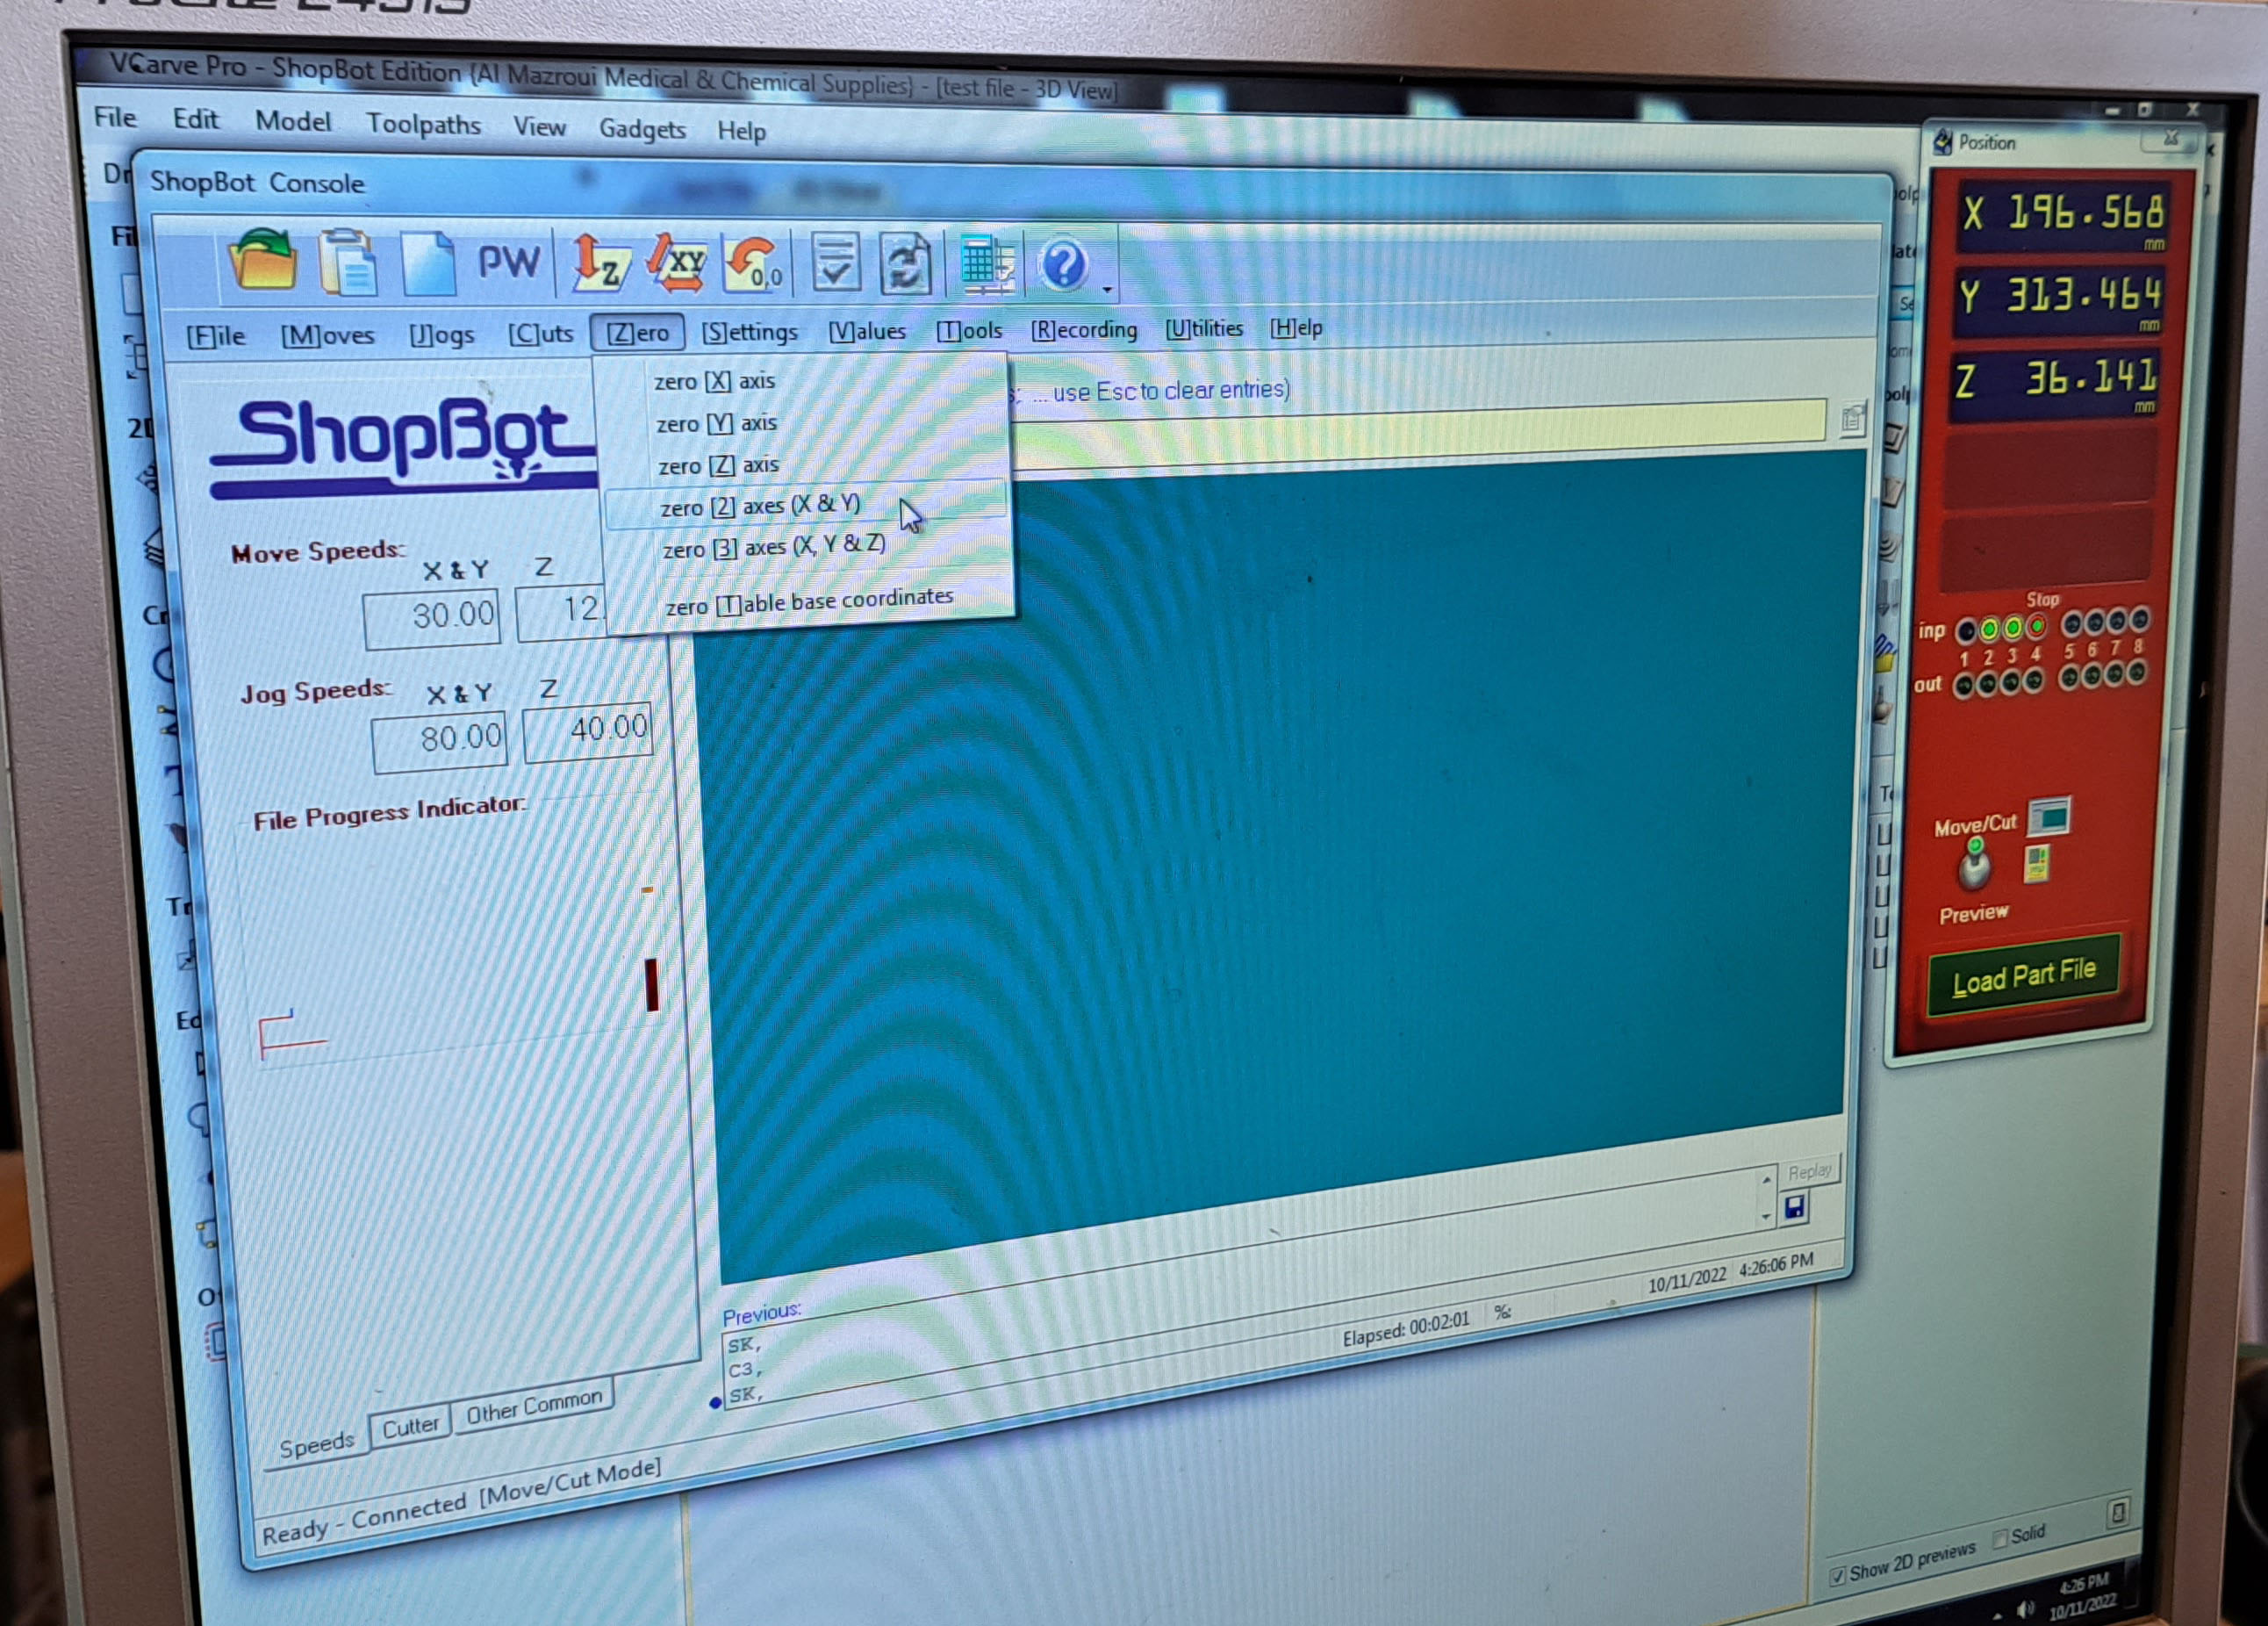 VCarve Pro - ShopBot Edition {Al Mazroui Medical & Chemical Supplies} - [test file - 3D View]
File Edit Model Toolpaths View Gadgets Help
ShopBot Console
PW Z XY 0,0 ?
[F]ile [M]oves [J]ogs [C]uts [Z]ero [S]ettings [V]alues [T]ools [R]ecording [U]tilities [H]elp
zero [X] axis
zero [Y] axis
zero [Z] axis
zero [2] axes (X & Y)
zero [3] axes (X, Y & Z)
zero [T]able base coordinates
... use Esc to clear entries)
ShopBot
Move Speeds:
X & Y Z
30.00 12.
Jog Speeds:
X & Y Z
80.00 40.00
File Progress Indicator:
Replay
Previous:
SK,
C3,
SK,
Elapsed: 00:02:01 %: 10/11/2022 4:26:06 PM
Speeds Cutter Other Common
Ready - Connected [Move/Cut Mode]
Position
X 196.568
mm
Y 313.464
mm
Z 36.141
mm
Stop
inp
1 2 3 4 5 6 7 8
out
Move/Cut
Preview
Load Part File
Show 2D previews Solid
4:26 PM
10/11/2022